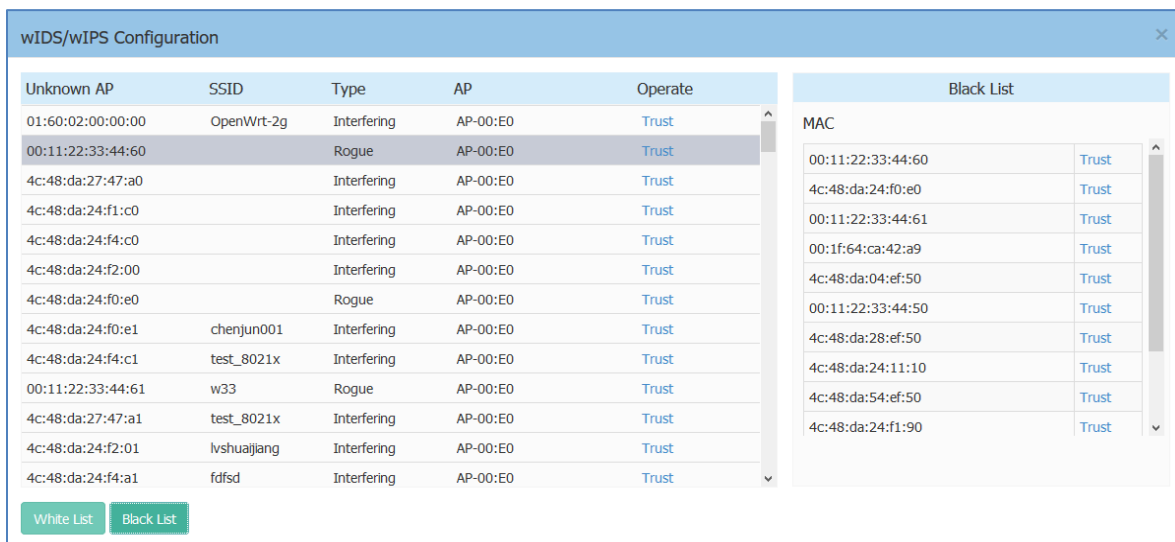 wIDS/wIPS Configuration
Unknown AP SSID Type AP Operate
01:60:02:00:00:00 OpenWrt-2g Interfering AP-00:E0 Trust
00:11:22:33:44:60 Rogue AP-00:E0 Trust
4c:48:da:27:47:a0 Interfering AP-00:E0 Trust
4c:48:da:24:f1:c0 Interfering AP-00:E0 Trust
4c:48:da:24:f4:c0 Interfering AP-00:E0 Trust
4c:48:da:24:f2:00 Interfering AP-00:E0 Trust
4c:48:da:24:f0:e0 Rogue AP-00:E0 Trust
4c:48:da:24:f0:e1 chenjun001 Interfering AP-00:E0 Trust
4c:48:da:24:f4:c1 test_8021x Interfering AP-00:E0 Trust
00:11:22:33:44:61 w33 Rogue AP-00:E0 Trust
4c:48:da:27:47:a1 test_8021x Interfering AP-00:E0 Trust
4c:48:da:24:f2:01 lvshuaijiang Interfering AP-00:E0 Trust
4c:48:da:24:f4:a1 fdfsd Interfering AP-00:E0 Trust
White List Black List
Black List
MAC
00:11:22:33:44:60 Trust
4c:48:da:24:f0:e0 Trust
00:11:22:33:44:61 Trust
00:1f:64:ca:42:a9 Trust
4c:48:da:04:ef:50 Trust
00:11:22:33:44:50 Trust
4c:48:da:28:ef:50 Trust
4c:48:da:24:11:10 Trust
4c:48:da:54:ef:50 Trust
4c:48:da:24:f1:90 Trust